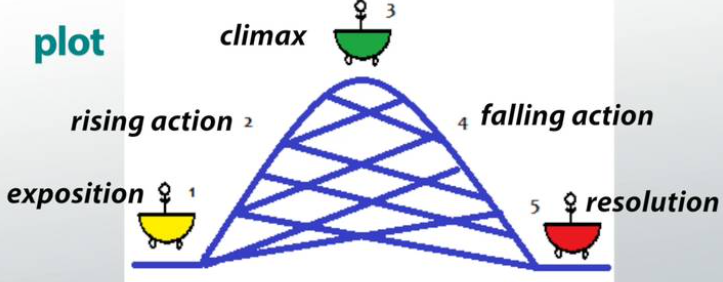 plot
climax 3
rising action 2
4 falling action
exposition 1
5 resolution